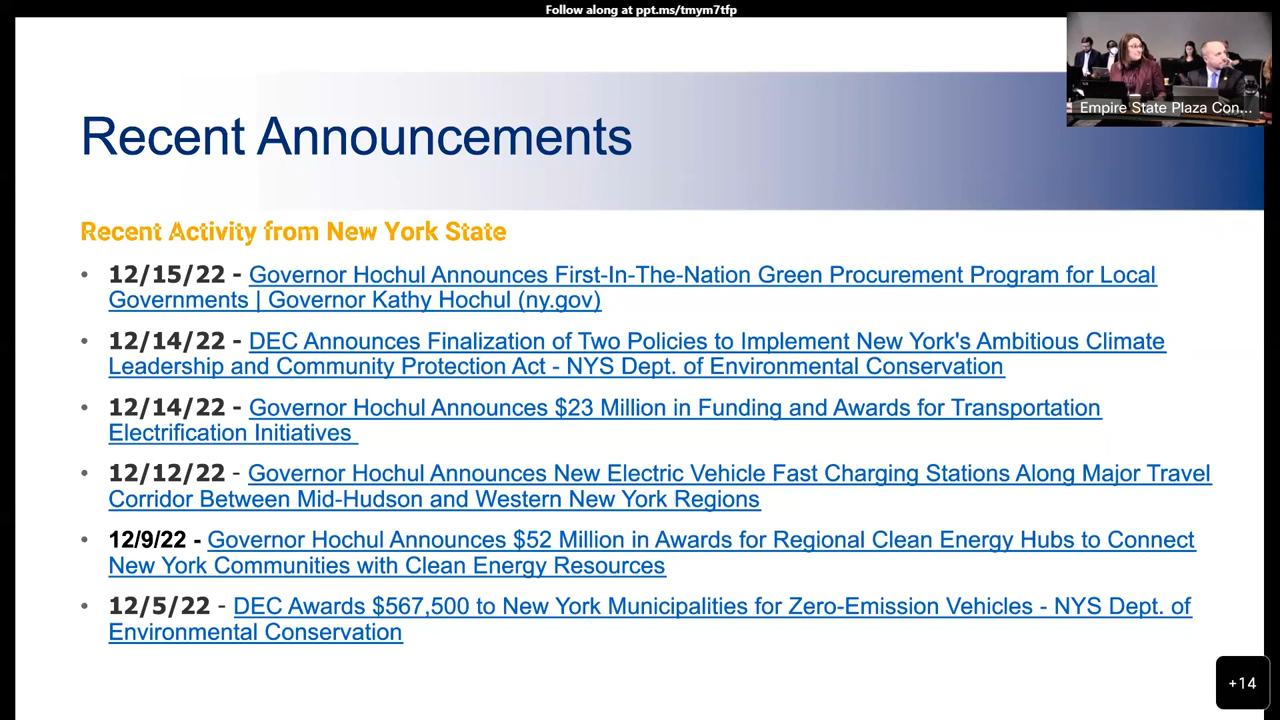 Follow along at ppt.ms/tmym7tfp
Empire State Plaza Con...
Recent Announcements
Recent Activity from New York State
• 12/15/22 - Governor Hochul Announces First-In-The-Nation Green Procurement Program for Local
Governments | Governor Kathy Hochul (ny.gov)
• 12/14/22 - DEC Announces Finalization of Two Policies to Implement New York's Ambitious Climate
Leadership and Community Protection Act - NYS Dept. of Environmental Conservation
• 12/14/22 - Governor Hochul Announces $23 Million in Funding and Awards for Transportation
Electrification Initiatives
• 12/12/22 - Governor Hochul Announces New Electric Vehicle Fast Charging Stations Along Major Travel
Corridor Between Mid-Hudson and Western New York Regions
• 12/9/22 - Governor Hochul Announces $52 Million in Awards for Regional Clean Energy Hubs to Connect
New York Communities with Clean Energy Resources
• 12/5/22 - DEC Awards $567,500 to New York Municipalities for Zero-Emission Vehicles - NYS Dept. of
Environmental Conservation
+14